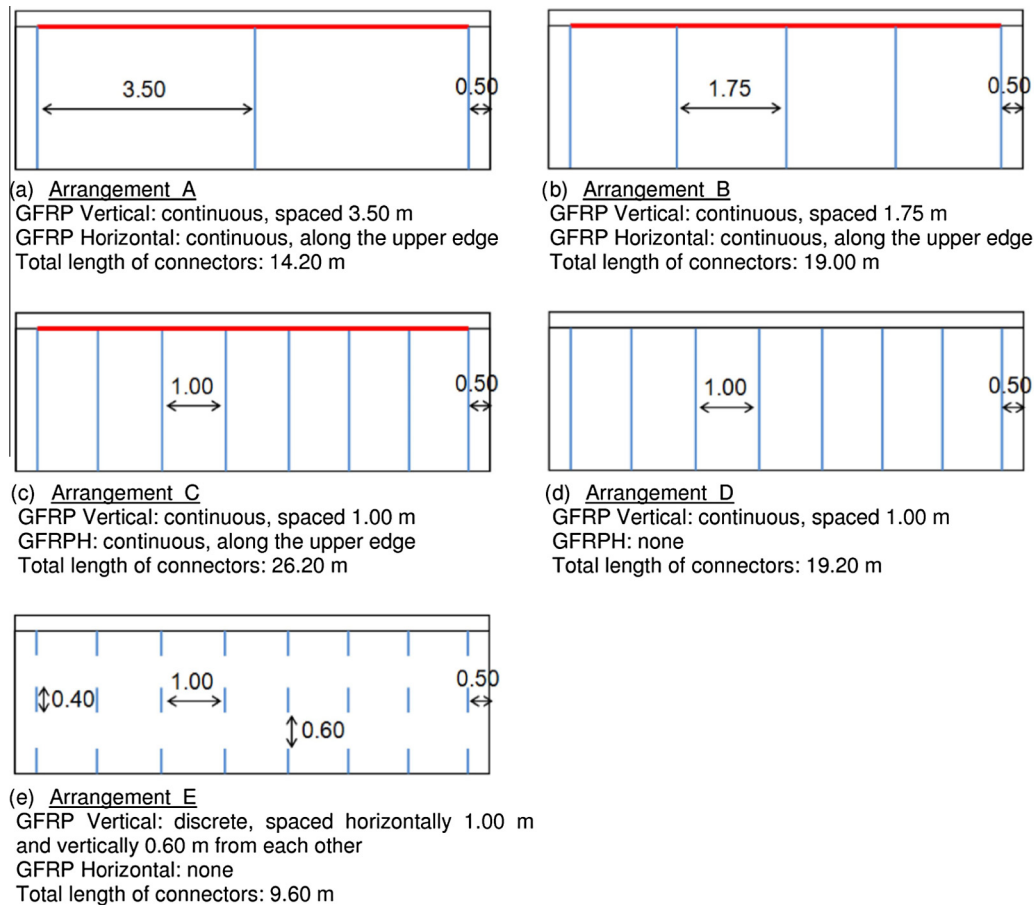 3.50
0.50
(a) Arrangement A
GFRP Vertical: continuous, spaced 3.50 m
GFRP Horizontal: continuous, along the upper edge
Total length of connectors: 14.20 m
1.75
0.50
(b) Arrangement B
GFRP Vertical: continuous, spaced 1.75 m
GFRP Horizontal: continuous, along the upper edge
Total length of connectors: 19.00 m
1.00
0.50
(c) Arrangement C
GFRP Vertical: continuous, spaced 1.00 m
GFRPH: continuous, along the upper edge
Total length of connectors: 26.20 m
1.00
0.50
(d) Arrangement D
GFRP Vertical: continuous, spaced 1.00 m
GFRPH: none
Total length of connectors: 19.20 m
0.40
1.00
0.50
0.60
(e) Arrangement E
GFRP Vertical: discrete, spaced horizontally 1.00 m
and vertically 0.60 m from each other
GFRP Horizontal: none
Total length of connectors: 9.60 m